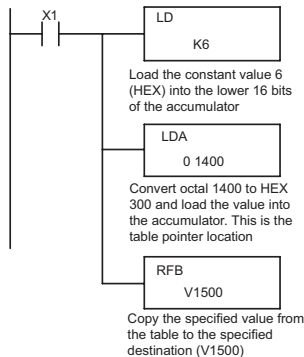 X1
LD
K6
Load the constant value 6
(HEX) into the lower 16 bits
of the accumulator
LDA
0 1400
Convert octal 1400 to HEX
300 and load the value into
the accumulator. This is the
table pointer location
RFB
V1500
Copy the specified value from
the table to the specified
destination (V1500)